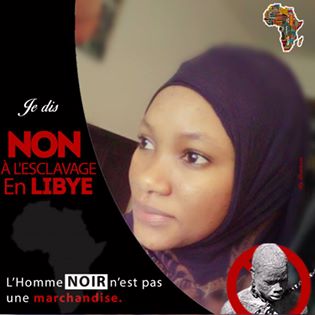 Je dis
NON
À L'ESCLAVAGE
En LIBYE
L'Homme NOIR n'est pas
une marchandise.